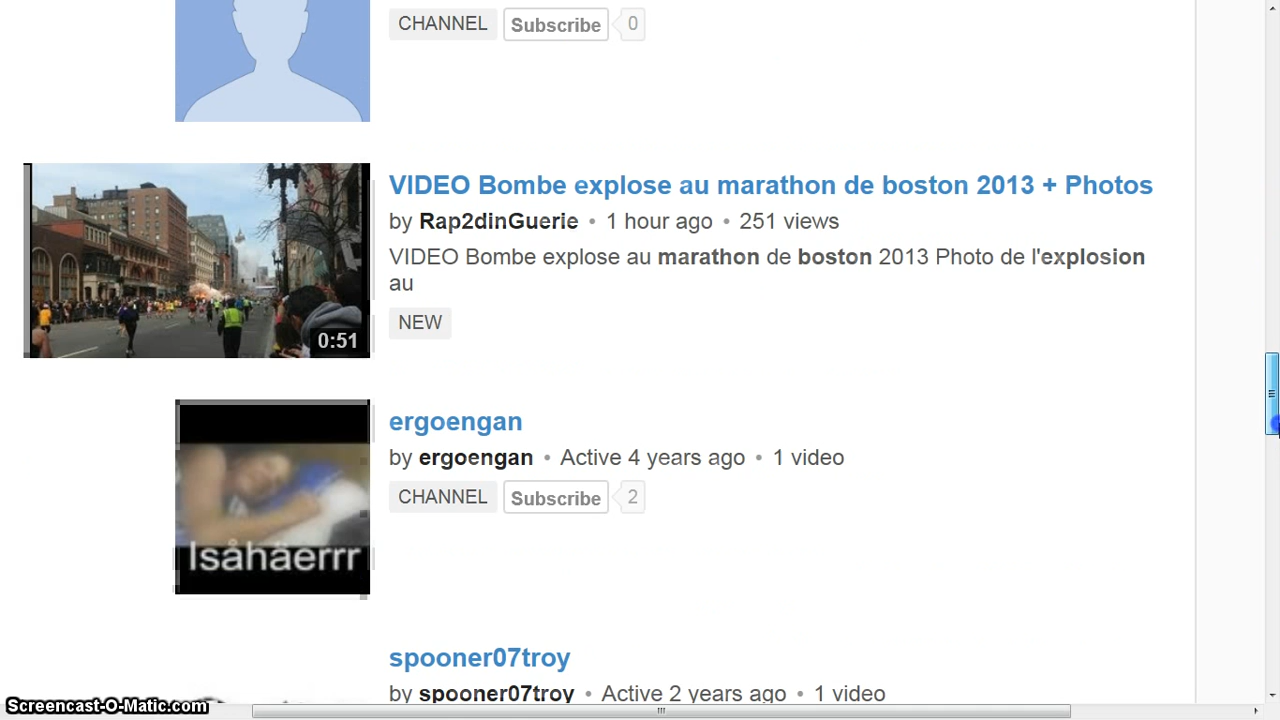 CHANNEL Subscribe 0
VIDEO Bombe explose au marathon de boston 2013 + Photos
by Rap2dinGuerie • 1 hour ago • 251 views
VIDEO Bombe explose au marathon de boston 2013 Photo de l'explosion
au
NEW
0:51
ergoengan
by ergoengan • Active 4 years ago • 1 video
CHANNEL Subscribe 2
Isåhäerrr
spooner07troy
by spooner07troy • Active 2 years ago • 1 video
Screencast-O-Matic.com